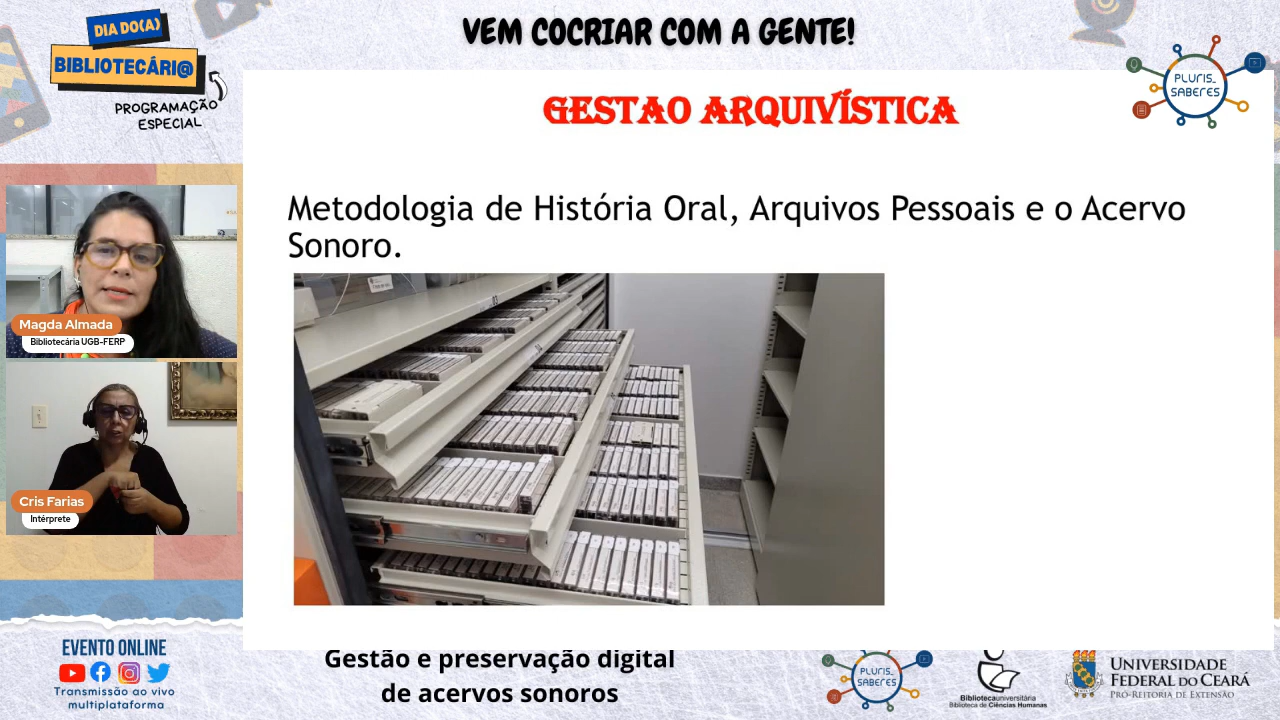 DIA DO(A)
BIBLIOTECÁRI@
PROGRAMAÇÃO
ESPECIAL
VEM COCRIAR COM A GENTE!
PLURIS_
SABERES
GESTAO ARQUIVÍSTICA
Metodologia de História Oral, Arquivos Pessoais e o Acervo
Sonoro.
Magda Almada
Bibliotecária UGB-FERP
Cris Farias
Intérprete
EVENTO ONLINE
Transmissão ao vivo
multiplataforma
Gestão e preservação digital
de acervos sonoros
PLURIS_
SABERES
Bibliotecauniversitária
Biblioteca de Ciências Humanas
UNIVERSIDADE
FEDERAL DO CEARÁ
PRÓ-REITORIA DE EXTENSÃO